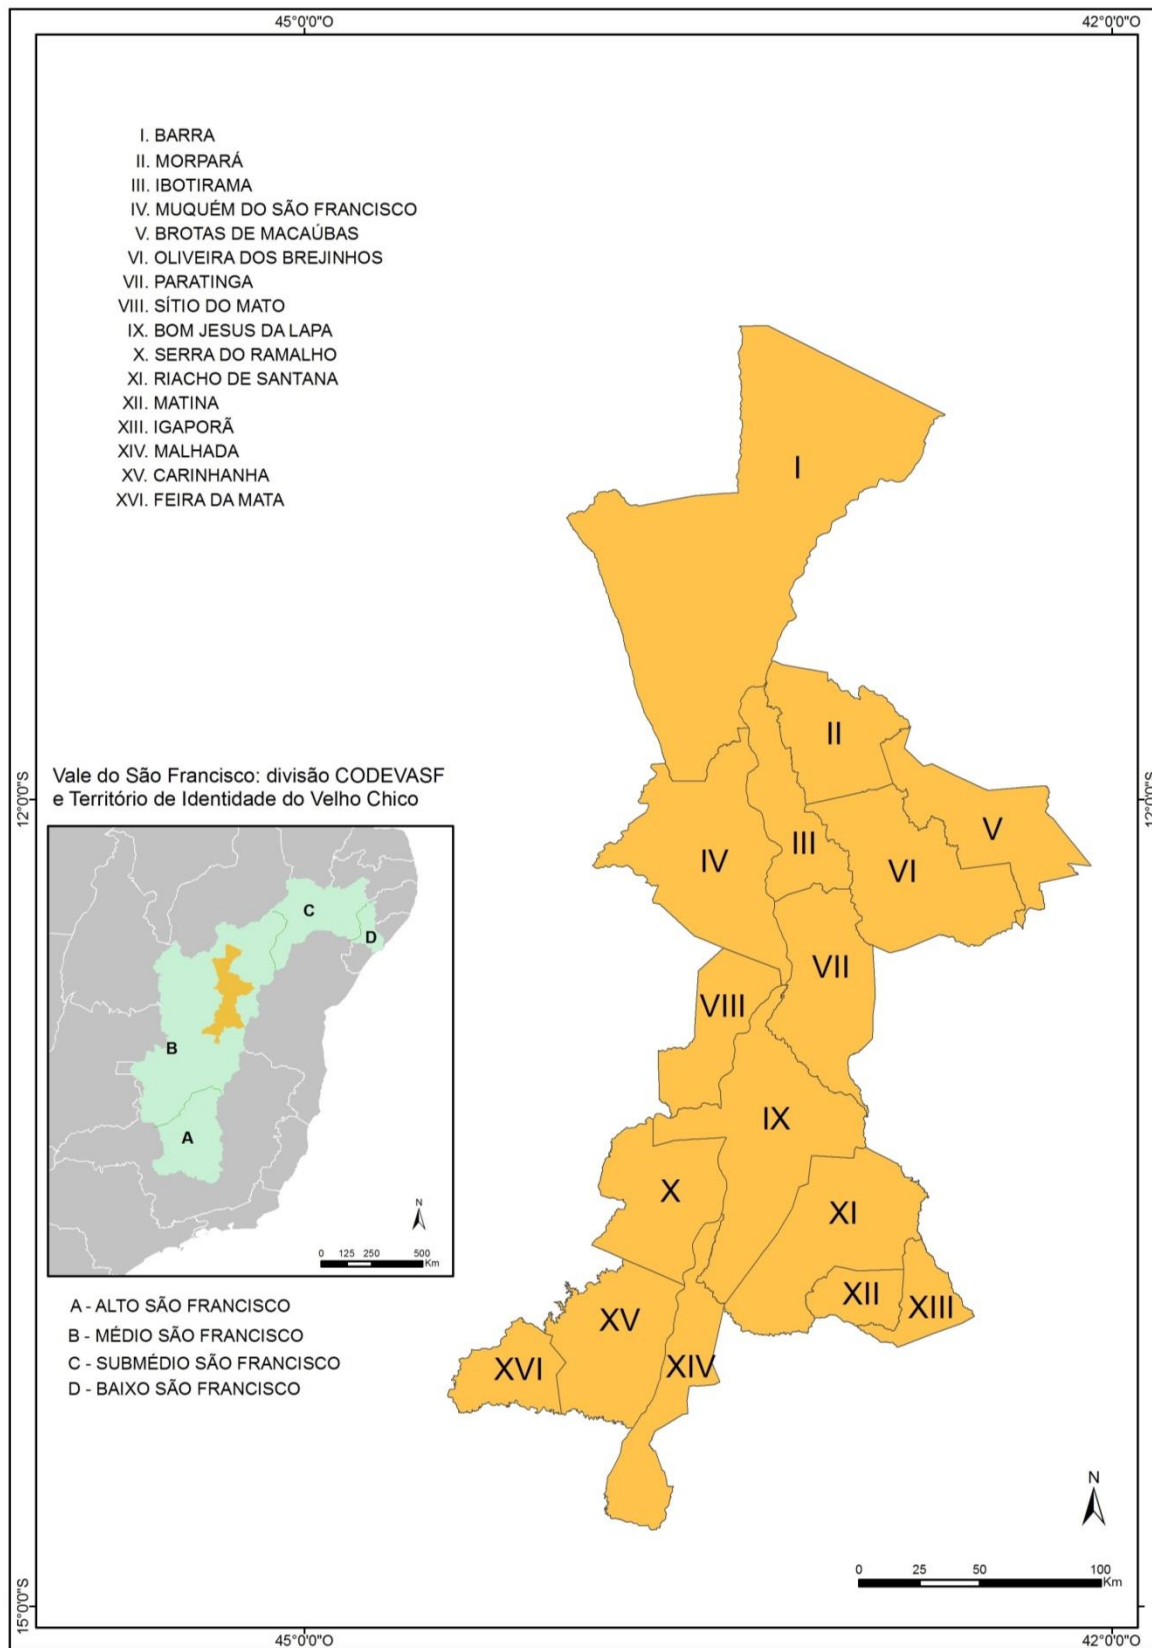 45°0'0"O
42°0'0"O
I. BARRA
II. MORPARÁ
III. IBOTIRAMA
IV. MUQUÉM DO SÃO FRANCISCO
V. BROTAS DE MACAÚBAS
VI. OLIVEIRA DOS BREJINHOS
VII. PARATINGA
VIII. SÍTIO DO MATO
IX. BOM JESUS DA LAPA
X. SERRA DO RAMALHO
XI. RIACHO DE SANTANA
XII. MATINA
XIII. IGAPORÃ
XIV. MALHADA
XV. CARINHANHA
XVI. FEIRA DA MATA
I
II
III
IV
V
VI
VII
VIII
IX
X
XI
XII
XIII
XIV
XV
XVI
12°0'0"S
12°0'0"S
Vale do São Francisco: divisão CODEVASF
e Território de Identidade do Velho Chico
C
D
B
A
N
0 125 250 500
Km
A - ALTO SÃO FRANCISCO
B - MÉDIO SÃO FRANCISCO
C - SUBMÉDIO SÃO FRANCISCO
D - BAIXO SÃO FRANCISCO
N
0 25 50 100
Km
15°0'0"S
45°0'0"O
42°0'0"O